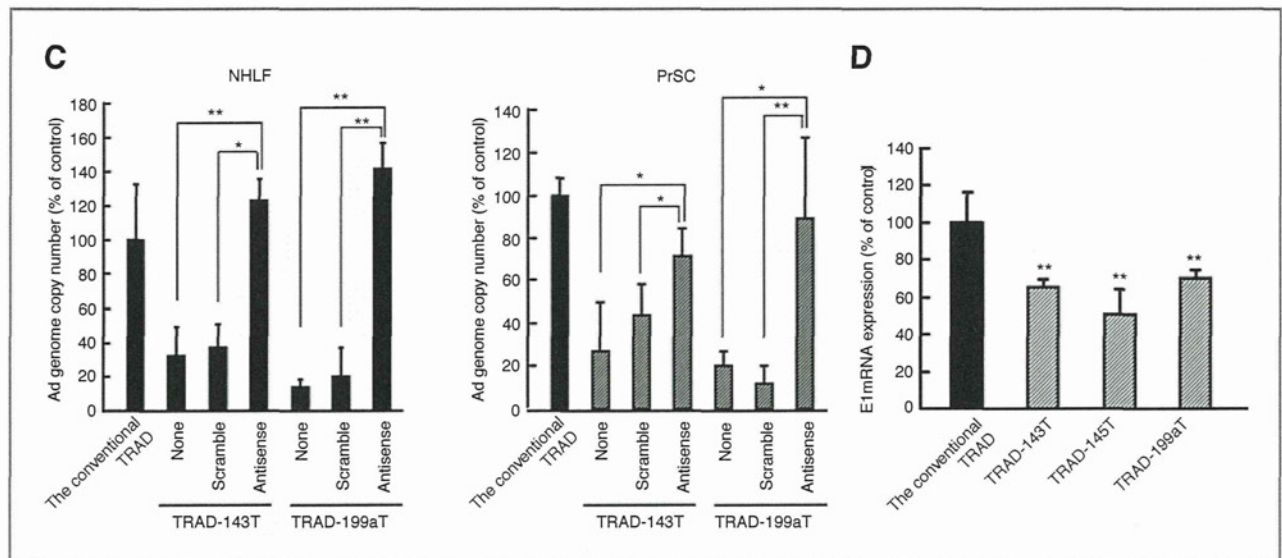 C
NHLF
Ad genome copy number (% of control)
180
160
140
120
100
80
60
40
20
0
**
*
**
**
The conventional
TRAD
None
Scramble
Antisense
None
Scramble
Antisense
TRAD-143T
TRAD-199aT
PrSC
Ad genome copy number (% of control)
140
120
100
80
60
40
20
0
*
*
*
**
The conventional
TRAD
None
Scramble
Antisense
None
Scramble
Antisense
TRAD-143T
TRAD-199aT
D
E1mRNA expression (% of control)
140
120
100
80
60
40
20
0
**
**
**
The conventional
TRAD
TRAD-143T
TRAD-145T
TRAD-199aT